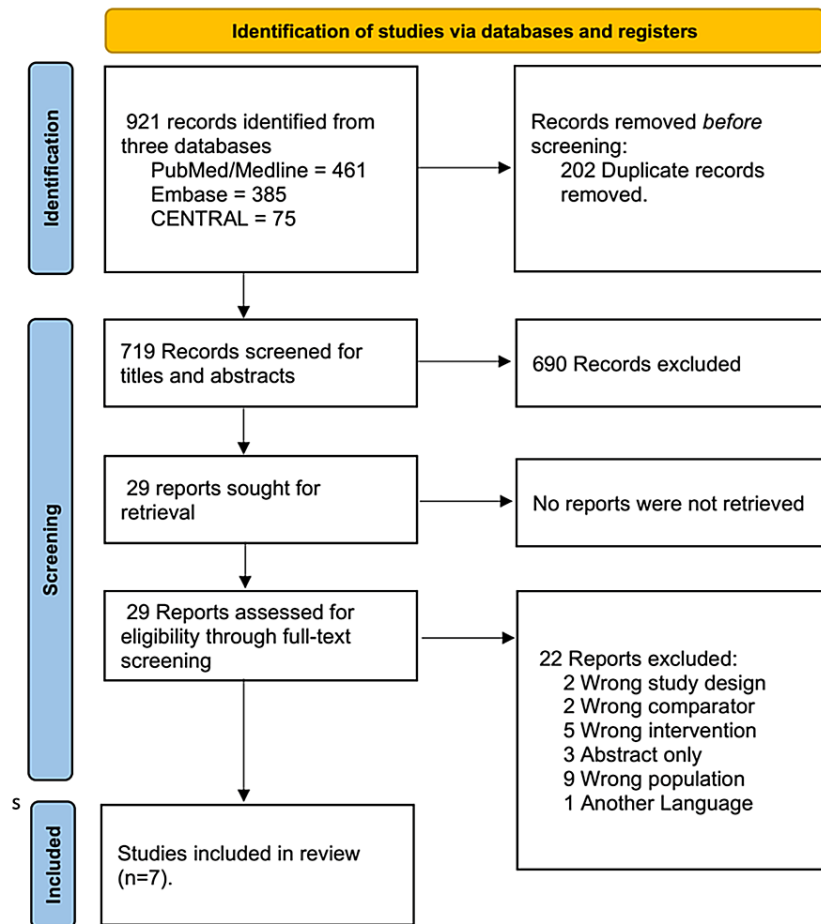 Identification of studies via databases and registers
Identification
921 records identified from
three databases
PubMed/Medline = 461
Embase = 385
CENTRAL = 75
Records removed before
screening:
202 Duplicate records
removed.
Screening
719 Records screened for
titles and abstracts
690 Records excluded
29 reports sought for
retrieval
No reports were not retrieved
29 Reports assessed for
eligibility through full-text
screening
22 Reports excluded:
2 Wrong study design
2 Wrong comparator
5 Wrong intervention
3 Abstract only
9 Wrong population
1 Another Language
s
Included
Studies included in review
(n=7).